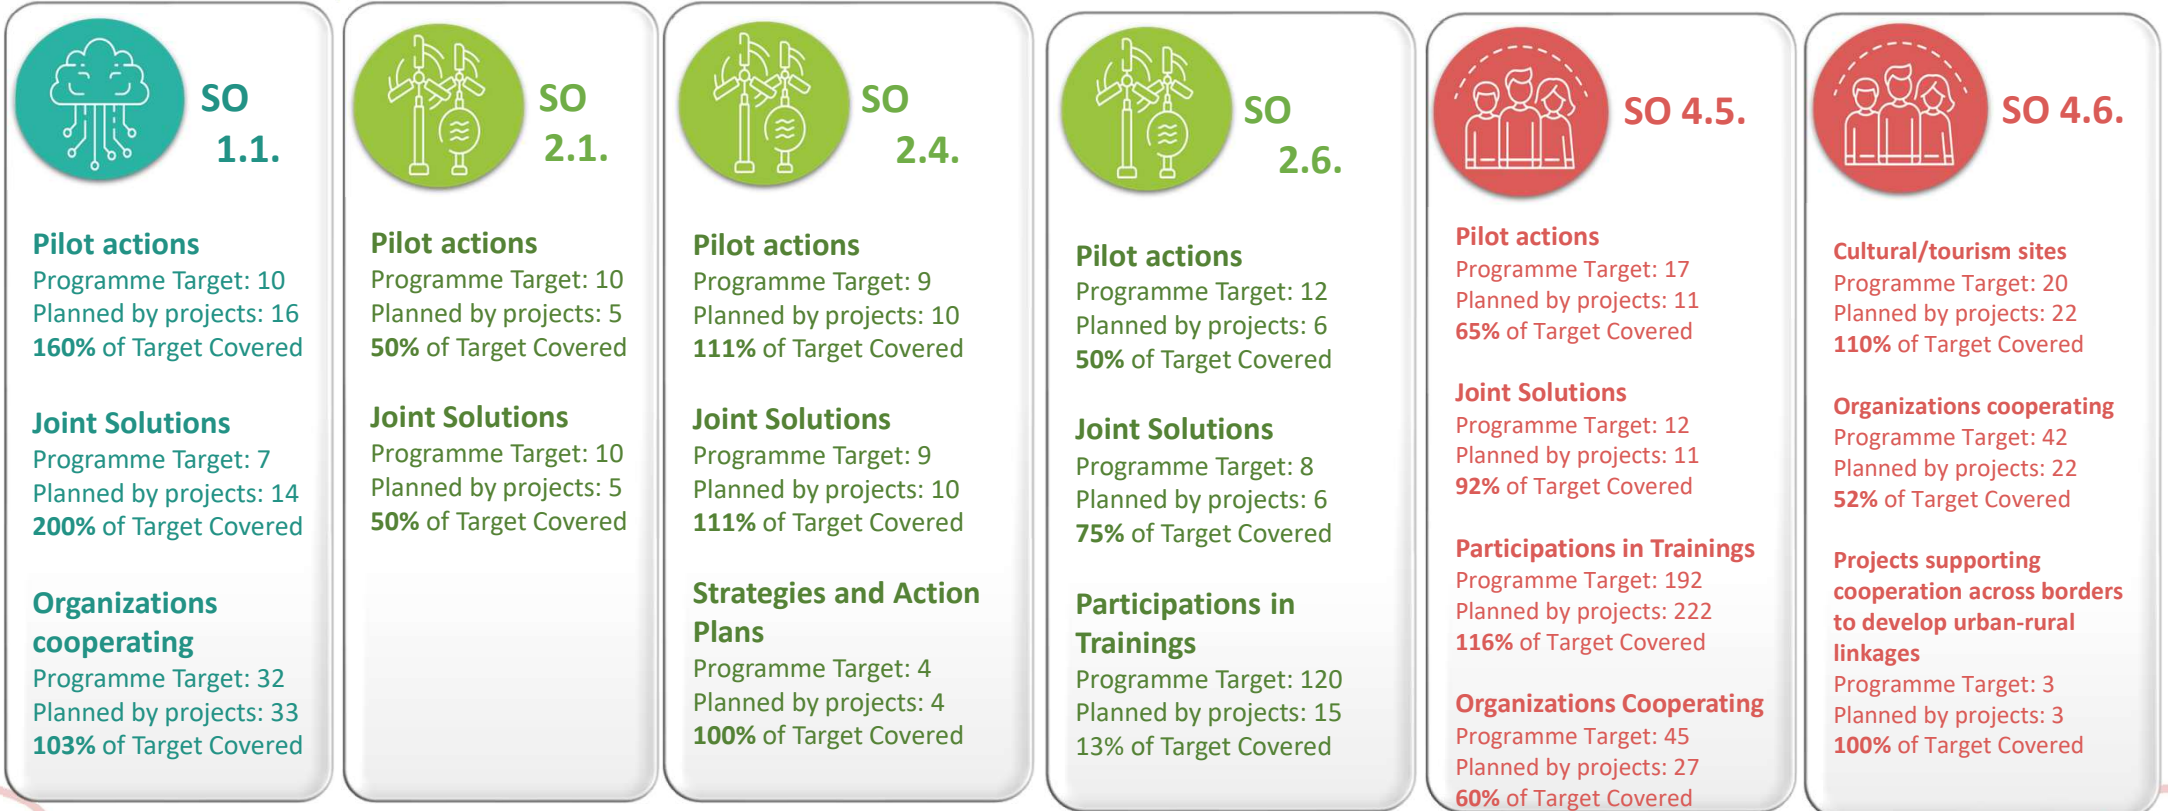 SO
1.1.
Pilot actions
Programme Target: 10
Planned by projects: 16
160% of Target Covered
Joint Solutions
Programme Target: 7
Planned by projects: 14
200% of Target Covered
Organizations
cooperating
Programme Target: 32
Planned by projects: 33
103% of Target Covered
SO
2.1.
Pilot actions
Programme Target: 10
Planned by projects: 5
50% of Target Covered
Joint Solutions
Programme Target: 10
Planned by projects: 5
50% of Target Covered
SO
2.4.
Pilot actions
Programme Target: 9
Planned by projects: 10
111% of Target Covered
Joint Solutions
Programme Target: 9
Planned by projects: 10
111% of Target Covered
Strategies and Action
Plans
Programme Target: 4
Planned by projects: 4
100% of Target Covered
SO
2.6.
Pilot actions
Programme Target: 12
Planned by projects: 6
50% of Target Covered
Joint Solutions
Programme Target: 8
Planned by projects: 6
75% of Target Covered
Participations in
Trainings
Programme Target: 120
Planned by projects: 15
13% of Target Covered
SO 4.5.
Pilot actions
Programme Target: 17
Planned by projects: 11
65% of Target Covered
Joint Solutions
Programme Target: 12
Planned by projects: 11
92% of Target Covered
Participations in Trainings
Programme Target: 192
Planned by projects: 222
116% of Target Covered
Organizations Cooperating
Programme Target: 45
Planned by projects: 27
60% of Target Covered
SO 4.6.
Cultural/tourism sites
Programme Target: 20
Planned by projects: 22
110% of Target Covered
Organizations cooperating
Programme Target: 42
Planned by projects: 22
52% of Target Covered
Projects supporting
cooperation across borders
to develop urban-rural
linkages
Programme Target: 3
Planned by projects: 3
100% of Target Covered